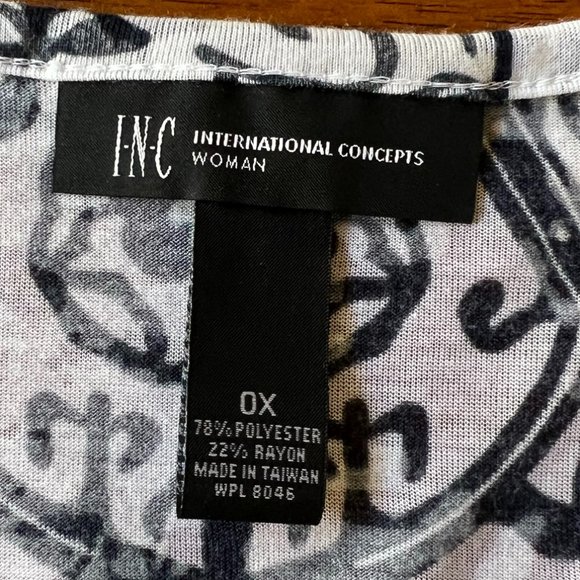 I·N·C INTERNATIONAL CONCEPTS
WOMAN
0X
78% POLYESTER
22% RAYON
MADE IN TAIWAN
WPL 8046